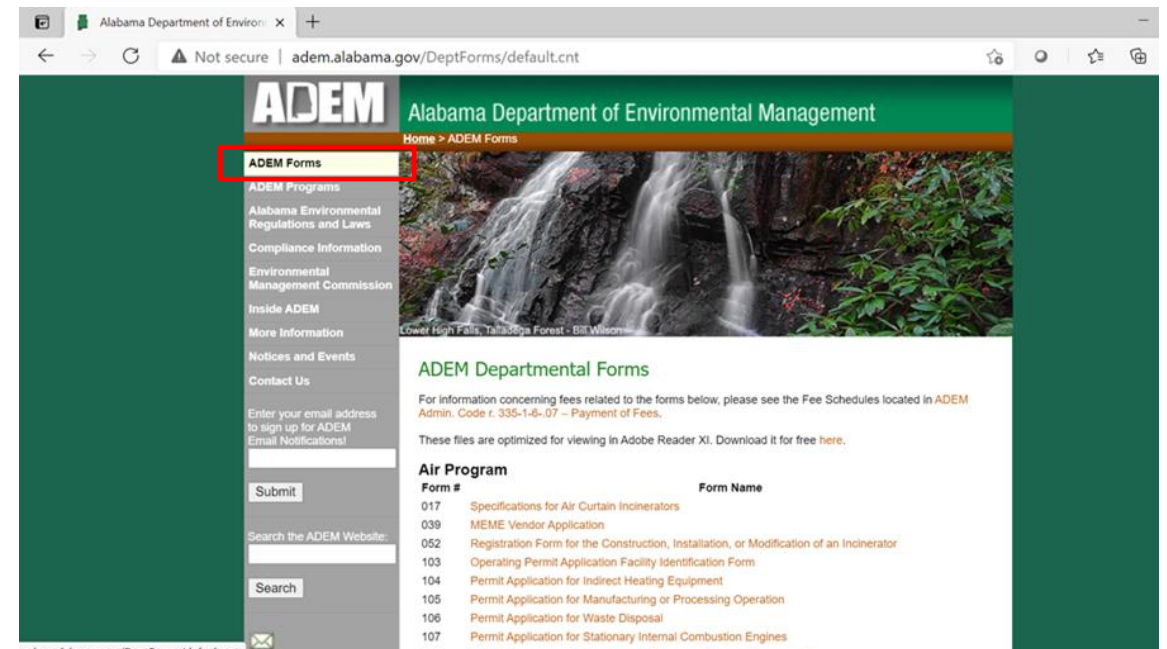 Alabama Department of Environ
Not secure | adem.alabama.gov/DeptForms/default.cnt
ADEM
Alabama Department of Environmental Management
Home > ADEM Forms
ADEM Forms
ADEM Programs
Alabama Environmental
Regulations and Laws
Compliance Information
Environmental
Management Commission
Inside ADEM
More Information
Notices and Events
Contact Us
Enter your email address
to sign up for ADEM
Email Notifications!
Submit
Search the ADEM Website:
Search
Lower High Falls, Talladega Forest - Bill Wilson
ADEM Departmental Forms
For information concerning fees related to the forms below, please see the Fee Schedules located in ADEM
Admin. Code r. 335-1-6-.07 – Payment of Fees.
These files are optimized for viewing in Adobe Reader XI. Download it for free here.
Air Program
Form # Form Name
017 Specifications for Air Curtain Incinerators
039 MEME Vendor Application
052 Registration Form for the Construction, Installation, or Modification of an Incinerator
103 Operating Permit Application Facility Identification Form
104 Permit Application for Indirect Heating Equipment
105 Permit Application for Manufacturing or Processing Operation
106 Permit Application for Waste Disposal
107 Permit Application for Stationary Internal Combustion Engines